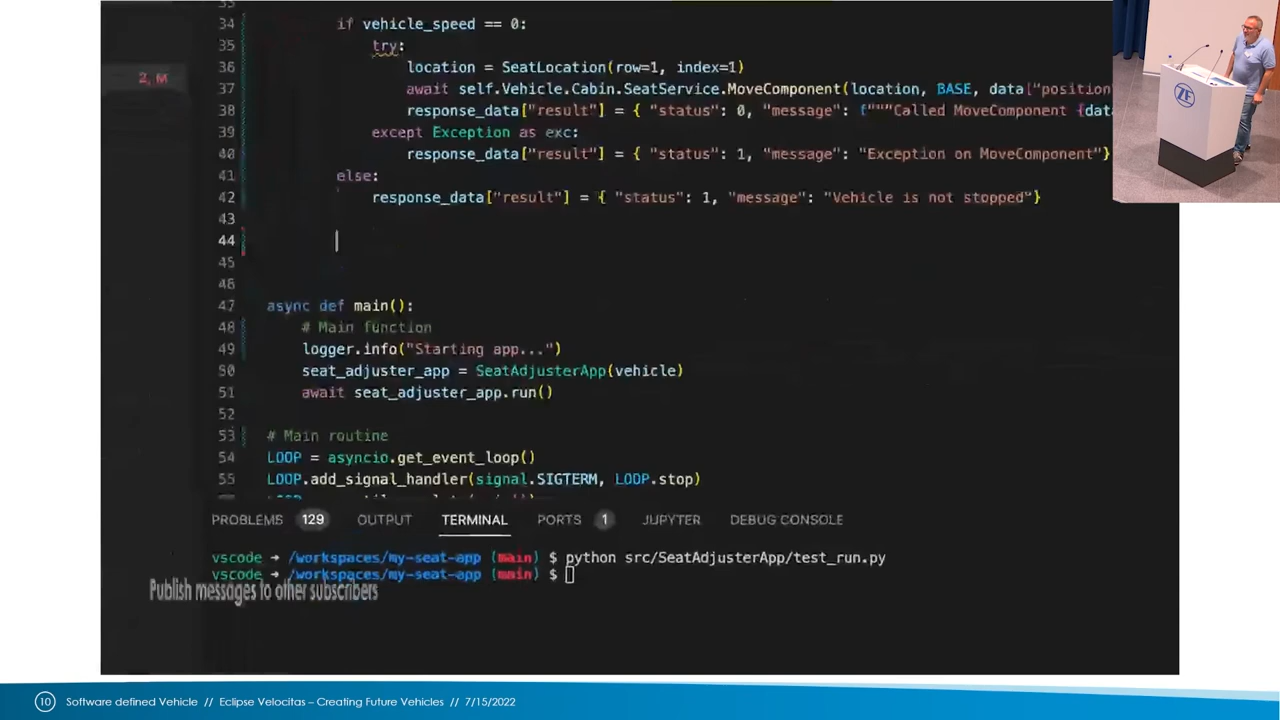 33
34 if vehicle_speed == 0:
35 try:
36 location = SeatLocation(row=1, index=1)
37 await self.Vehicle.Cabin.SeatService.MoveComponent(location, BASE, data["position
38 response_data["result"] = { "status": 0, "message": f"""Called MoveComponent {data
39 except Exception as exc:
40 response_data["result"] = { "status": 1, "message": "Exception on MoveComponent"}
41 else:
42 response_data["result"] = { "status": 1, "message": "Vehicle is not stopped"}
43
44
45
46
47 async def main():
48 # Main function
49 logger.info("Starting app...")
50 seat_adjuster_app = SeatAdjusterApp(vehicle)
51 await seat_adjuster_app.run()
52
53 # Main routine
54 LOOP = asyncio.get_event_loop()
55 LOOP.add_signal_handler(signal.SIGTERM, LOOP.stop)
2, M
PROBLEMS 129 OUTPUT TERMINAL PORTS 1 JUPYTER DEBUG CONSOLE
vscode → /workspaces/my-seat-app (main) $ python src/SeatAdjusterApp/test_run.py
vscode → /workspaces/my-seat-app (main) $
Publish messages to other subscribers
ZF
10 Software defined Vehicle // Eclipse Velocitas – Creating Future Vehicles // 7/15/2022